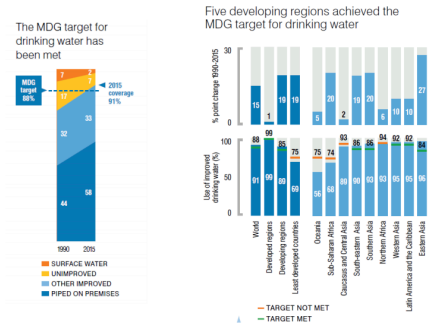 The MDG target for
drinking water has
been met
MDG
target
88%
2015
coverage
91%
7
2
17
7
32
33
44
58
1990 2015
SURFACE WATER
UNIMPROVED
OTHER IMPROVED
PIPED ON PREMISES
Five developing regions achieved the
MDG target for drinking water
% point change 1990-2015
30
0
15
1
19
19
5
20
2
19
20
6
10
10
27
Use of improved
drinking water (%)
100
50
0
88
99
85
75
75
74
93
86
86
94
92
92
84
91
99
89
69
56
68
89
90
93
93
95
95
96
World
Developed regions
Developing regions
Least developed countries
Oceania
Sub-Saharan Africa
Caucasus and Central Asia
South-eastern Asia
Southern Asia
Northern Africa
Western Asia
Latin America and the Caribbean
Eastern Asia
TARGET NOT MET
TARGET MET